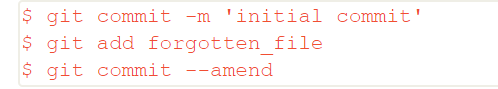 $ git commit -m 'initial commit'
$ git add forgotten_file
$ git commit --amend